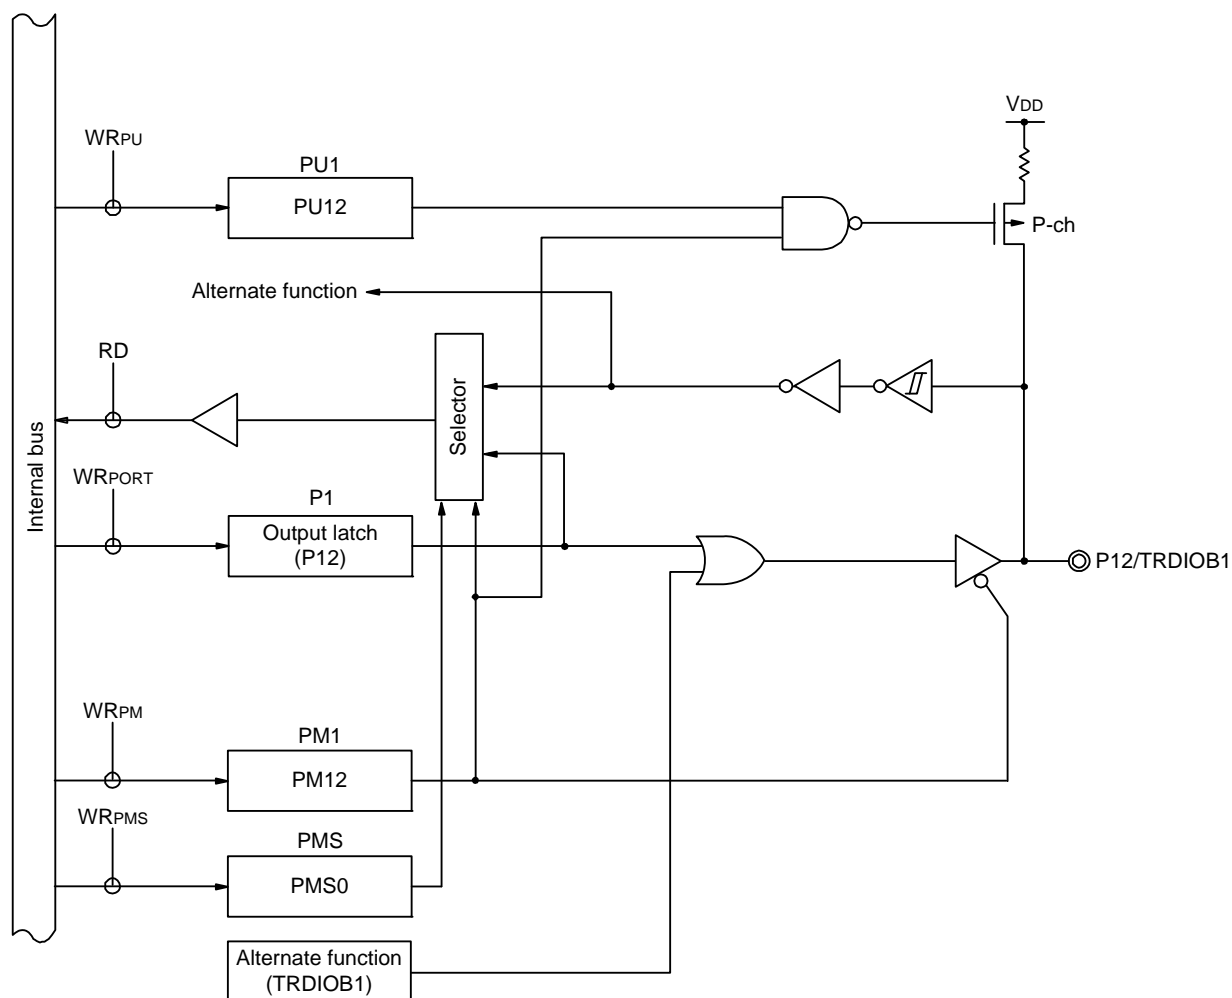 VDD
WRPU
PU1
PU12
P-ch
Alternate function
RD
Selector
Internal bus
WRPORT
P1
Output latch
(P12)
P12/TRDIOB1
WRPM
PM1
PM12
WRPMS
PMS
PMS0
Alternate function
(TRDIOB1)